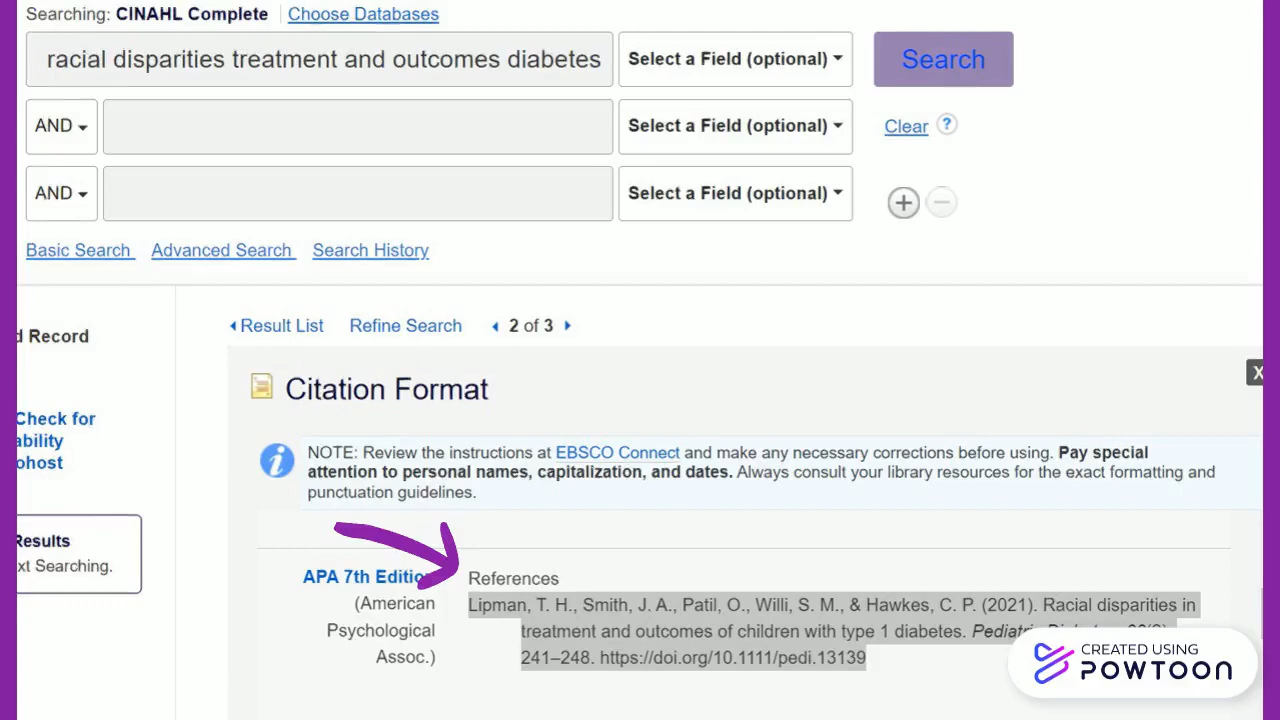 Searching: CINAHL Complete Choose Databases
racial disparities treatment and outcomes diabetes Select a Field (optional) Search
AND Select a Field (optional) Clear ?
AND Select a Field (optional)
Basic Search Advanced Search Search History
d Record
Result List Refine Search 2 of 3
Citation Format X
Check for
ability
ohost
NOTE: Review the instructions at EBSCO Connect and make any necessary corrections before using. Pay special
attention to personal names, capitalization, and dates. Always consult your library resources for the exact formatting and
punctuation guidelines.
Results
xt Searching.
APA 7th Edition
(American
Psychological
Assoc.)
References
Lipman, T. H., Smith, J. A., Patil, O., Willi, S. M., & Hawkes, C. P. (2021). Racial disparities in
treatment and outcomes of children with type 1 diabetes. Pediatric
241–248. https://doi.org/10.1111/pedi.13139
CREATED USING
POWTOON